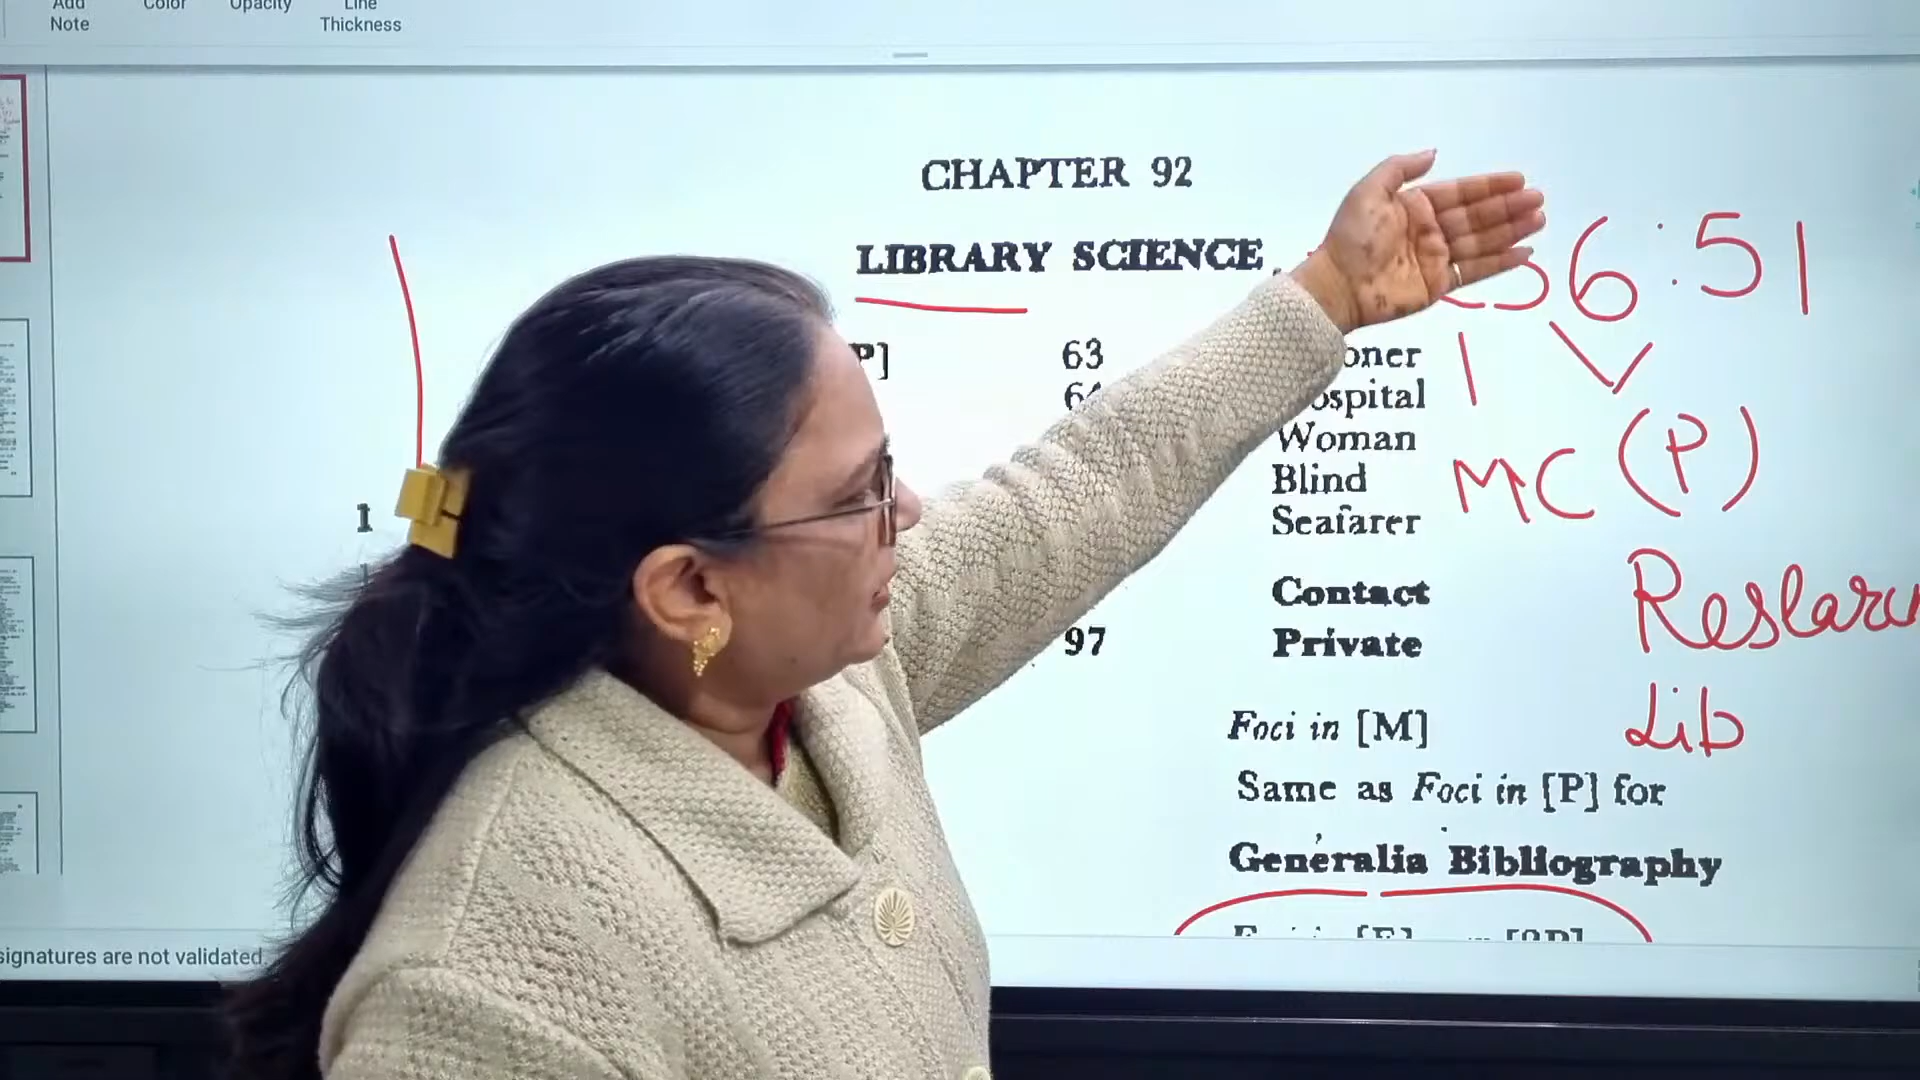 Add
Note
Color
Opacity
Line
Thickness
CHAPTER 92
LIBRARY SCIENCE
36:51
P]
63
ospital
Woman
Blind
Seafarer
MC (P)
Contact
97
Private
Lib
Foci in [M]
Same as Foci in [P] for
Generalia Bibliography
signatures are not validated.
1